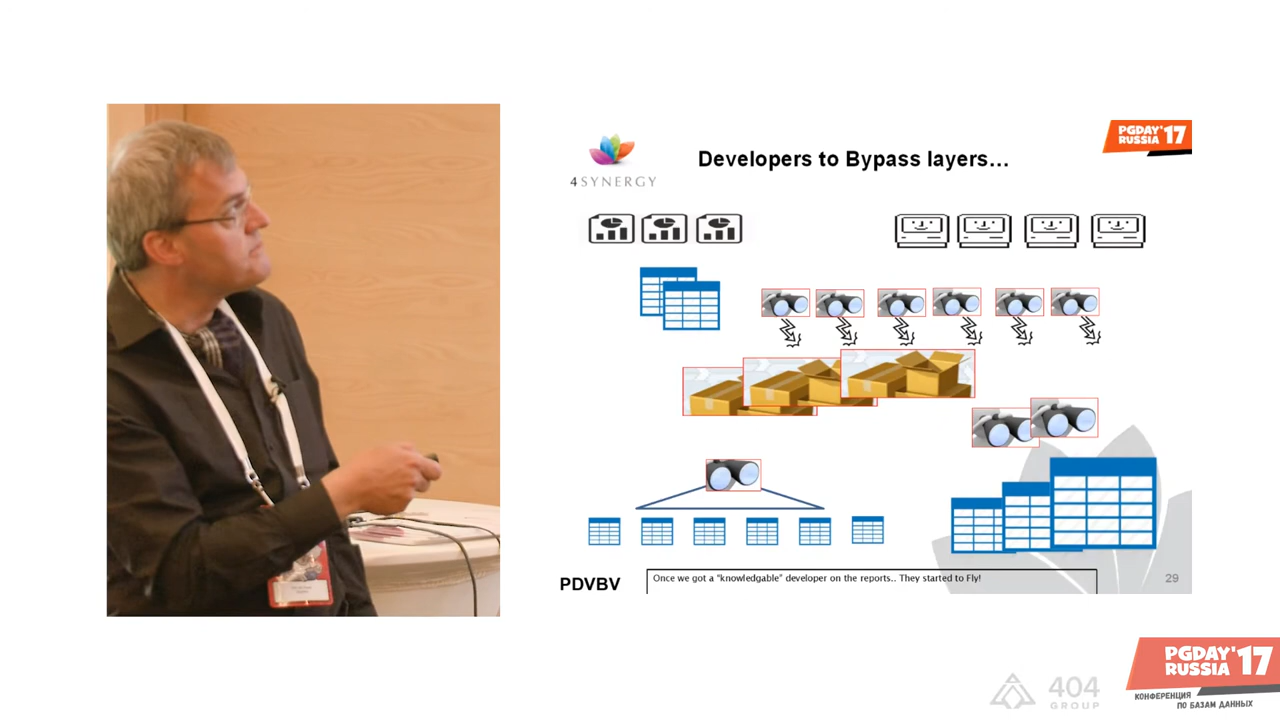 4SYNERGY
Developers to Bypass layers...
PGDAY'17
RUSSIA
PDVBV
Once we got a "knowledgable" developer on the reports.. They started to Fly!
29
404
GROUP
PGDAY'17
RUSSIA
КОНФЕРЕНЦИЯ
ПО БАЗАМ ДАННЫХ